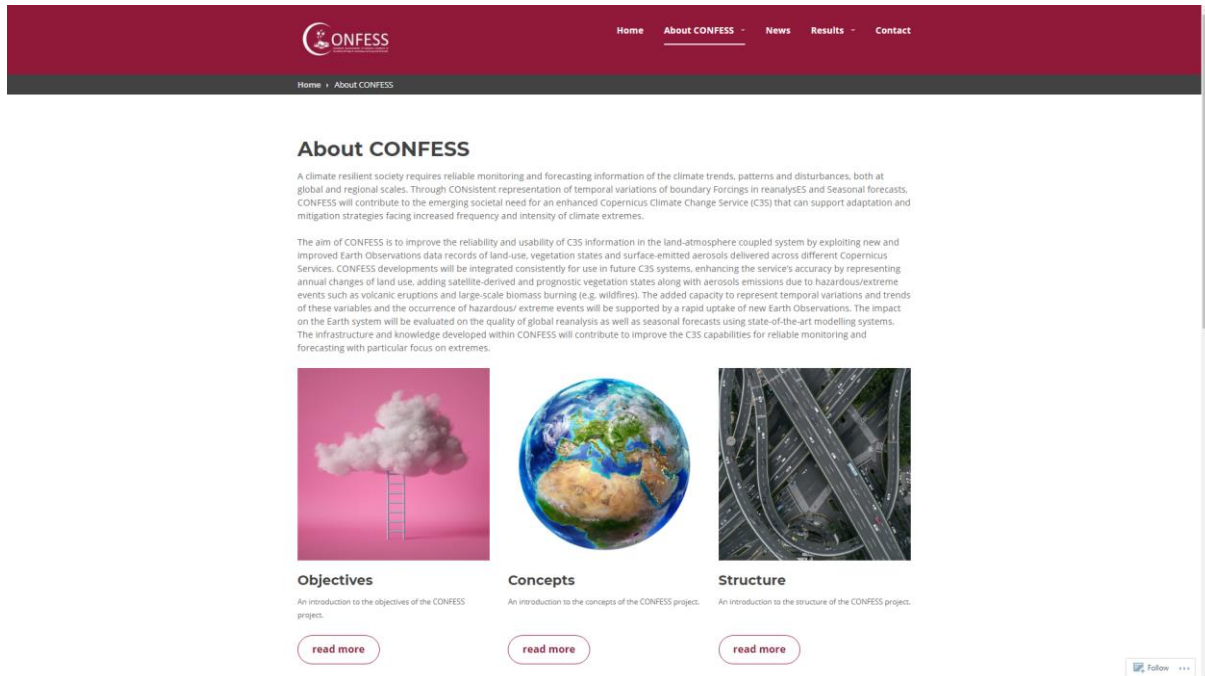 CONFESS
Home About CONFESS News Results Contact
Home › About CONFESS
About CONFESS
A climate resilient society requires reliable monitoring and forecasting information of the climate trends, patterns and disturbances, both at
global and regional scales. Through CONsistent representation of temporal variations of boundary Forcings in reanalysES and Seasonal forecasts,
CONFESS will contribute to the emerging societal need for an enhanced Copernicus Climate Change Service (C3S) that can support adaptation and
mitigation strategies facing increased frequency and intensity of climate extremes.
The aim of CONFESS is to improve the reliability and usability of C3S information in the land-atmosphere coupled system by exploiting new and
improved Earth Observations data records of land-use, vegetation states and surface-emitted aerosols delivered across different Copernicus
Services. CONFESS developments will be integrated consistently for use in future C3S systems, enhancing the service's accuracy by representing
annual changes of land use, adding satellite-derived and prognostic vegetation states along with aerosols emissions due to hazardous/extreme
events such as volcanic eruptions and large-scale biomass burning (e.g. wildfires). The added capacity to represent temporal variations and trends
of these variables and the occurrence of hazardous/ extreme events will be supported by a rapid uptake of new Earth Observations. The impact
on the Earth system will be evaluated on the quality of global reanalysis as well as seasonal forecasts using state-of-the-art modelling systems.
The infrastructure and knowledge developed within CONFESS will contribute to improve the C3S capabilities for reliable monitoring and
forecasting with particular focus on extremes.
Objectives
An introduction to the objectives of the CONFESS
project.
read more
Concepts
An introduction to the concepts of the CONFESS project.
read more
Structure
An introduction to the structure of the CONFESS project.
read more
Follow ...